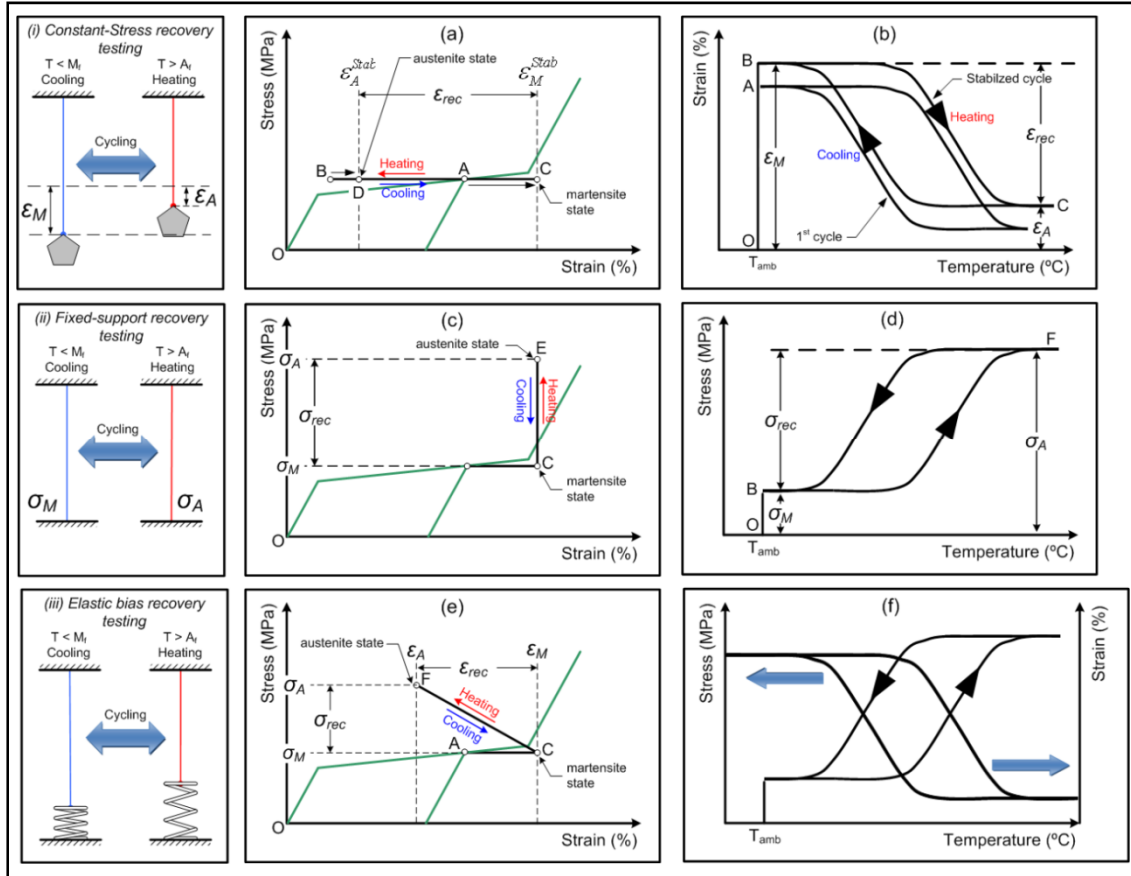 (i) Constant-Stress recovery
testing
T < Mf
Cooling
T > Af
Heating
Cycling
εM
εA
(a)
Stress (MPa)
εA^Stab
austenite state
εM^Stab
εrec
B
Heating
A
C
D
Cooling
martensite
state
O
Strain (%)
(b)
Strain (%)
B
A
Stabilzed cycle
Heating
Cooling
εM
εrec
C
1st cycle
εA
O
Tamb
Temperature (ºC)
(ii) Fixed-support recovery
testing
T < Mf
Cooling
T > Af
Heating
Cycling
σM
σA
(c)
Stress (MPa)
austenite state
E
σA
Cooling
Heating
σrec
σM
C
martensite
state
O
Strain (%)
(d)
Stress (MPa)
F
σrec
σA
B
σM
O
Tamb
Temperature (ºC)
(iii) Elastic bias recovery
testing
T < Mf
Cooling
T > Af
Heating
Cycling
(e)
Stress (MPa)
austenite state
εA
εrec
εM
σA
F
Heating
Cooling
σrec
σM
A
C
martensite
state
O
Strain (%)
(f)
Stress (MPa)
Strain (%)
Tamb
Temperature (ºC)